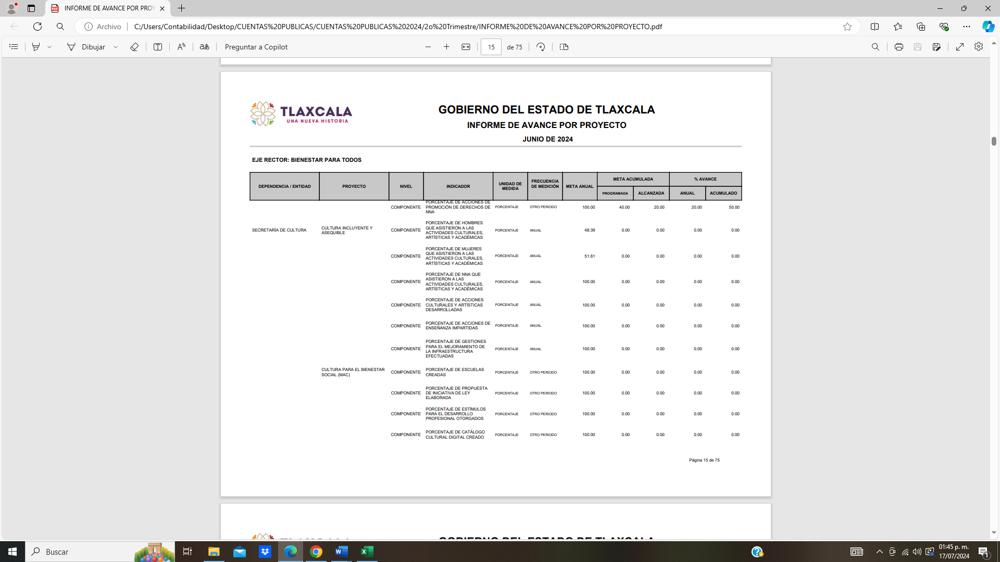 INFORME DE AVANCE POR PROY
Archivo
C:/Users/Contabilidad/Desktop/CUENTAS%20PUBLICAS/CUENTAS%20PUBLICAS%202024/2o%20Trimestre/INFORME%20DE%20AVANCE%20POR%20PROYECTO.pdf
Dibujar
Preguntar a Copilot
15 de 75
TLAXCALA
UNA NUEVA HISTORIA
GOBIERNO DEL ESTADO DE TLAXCALA
INFORME DE AVANCE POR PROYECTO
JUNIO DE 2024
EJE RECTOR: BIENESTAR PARA TODOS
DEPENDENCIA / ENTIDAD PROYECTO NIVEL INDICADOR UNIDAD DE MEDIDA FRECUENCIA DE MEDICIÓN META ANUAL META ACUMULADA % AVANCE
PROGRAMADA ALCANZADA ANUAL ACUMULADO
COMPONENTE PORCENTAJE DE ACCIONES DE PROMOCIÓN DE DERECHOS DE NNA PORCENTAJE OTRO PERIODO 100.00 40.00 20.00 20.00 50.00
SECRETARÍA DE CULTURA CULTURA INCLUYENTE Y ASEQUIBLE COMPONENTE PORCENTAJE DE HOMBRES QUE ASISTIERON A LAS ACTIVIDADES CULTURALES, ARTÍSTICAS Y ACADÉMICAS PORCENTAJE ANUAL 48.39 0.00 0.00 0.00 0.00
COMPONENTE PORCENTAJE DE MUJERES QUE ASISTIERON A LAS ACTIVIDADES CULTURALES, ARTÍSTICAS Y ACADÉMICAS PORCENTAJE ANUAL 51.61 0.00 0.00 0.00 0.00
COMPONENTE PORCENTAJE DE NNA QUE ASISTIERON A LAS ACTIVIDADES CULTURALES, ARTÍSTICAS Y ACADÉMICAS PORCENTAJE ANUAL 100.00 0.00 0.00 0.00 0.00
COMPONENTE PORCENTAJE DE ACCIONES CULTURALES Y ARTÍSTICAS DESARROLLADAS PORCENTAJE ANUAL 100.00 0.00 0.00 0.00 0.00
COMPONENTE PORCENTAJE DE ACCIONES DE ENSEÑANZA IMPARTIDAS PORCENTAJE ANUAL 100.00 0.00 0.00 0.00 0.00
COMPONENTE PORCENTAJE DE GESTIONES PARA EL MEJORAMIENTO DE LA INFRAESTRUCTURA EFECTUADAS PORCENTAJE ANUAL 100.00 0.00 0.00 0.00 0.00
CULTURA PARA EL BIENESTAR SOCIAL (MAC) COMPONENTE PORCENTAJE DE ESCUELAS CREADAS PORCENTAJE OTRO PERIODO 100.00 0.00 0.00 0.00 0.00
COMPONENTE PORCENTAJE DE PROPUESTA DE INICIATIVA DE LEY ELABORADA PORCENTAJE OTRO PERIODO 100.00 0.00 0.00 0.00 0.00
COMPONENTE PORCENTAJE DE ESTÍMULOS PARA EL DESARROLLO PROFESIONAL OTORGADOS PORCENTAJE OTRO PERIODO 100.00 0.00 0.00 0.00 0.00
COMPONENTE PORCENTAJE DE CATÁLOGO CULTURAL DIGITAL CREADO PORCENTAJE OTRO PERIODO 100.00 0.00 0.00 0.00 0.00
Página 15 de 75
GOBIERNO DEL ESTADO DE TLAXCALA
Buscar
01:45 p. m.
17/07/2024